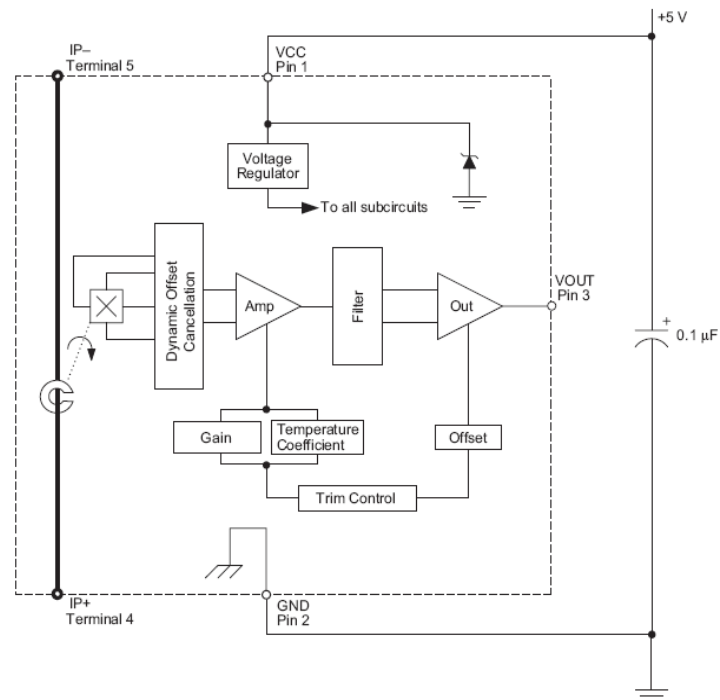 +5 V
IP–
Terminal 5
VCC
Pin 1
Voltage
Regulator
To all subcircuits
Dynamic Offset
Cancellation
Amp
Filter
Out
VOUT
Pin 3
+
0.1 µF
Gain
Temperature
Coefficient
Offset
Trim Control
IP+
Terminal 4
GND
Pin 2